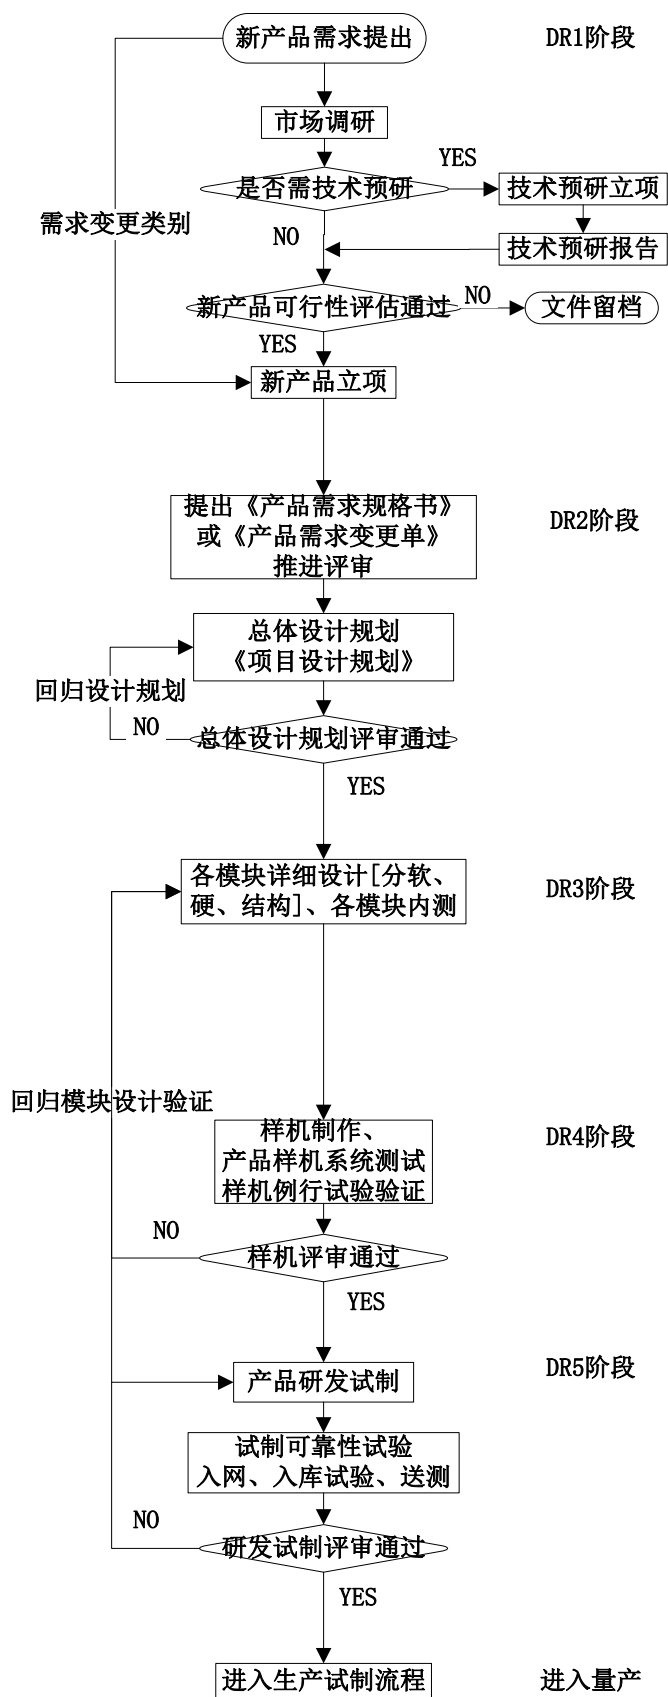 新产品需求提出
DR1阶段
市场调研
YES
是否需技术预研
技术预研立项
需求变更类别
NO
技术预研报告
新产品可行性评估通过
NO
文件留档
YES
新产品立项
提出《产品需求规格书》
或《产品需求变更单》
推进评审
DR2阶段
总体设计规划
《项目设计规划》
回归设计规划
NO
总体设计规划评审通过
YES
各模块详细设计[分软、
硬、结构]、各模块内测
DR3阶段
回归模块设计验证
样机制作、
产品样机系统测试
样机例行试验验证
DR4阶段
NO
样机评审通过
YES
DR5阶段
产品研发试制
试制可靠性试验
入网、入库试验、送测
NO
研发试制评审通过
YES
进入生产试制流程
进入量产